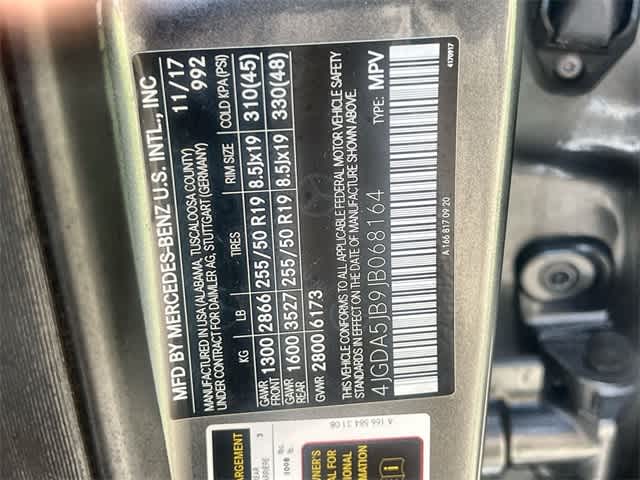 MFD BY MERCEDES-BENZ U.S. INTL., INC
MANUFACTURED IN USA (ALABAMA, TUSCALOOSA COUNTY)
UNDER CONTRACT FOR DAIMLER AG, STUTTGART (GERMANY)
11/17
992
KG LB TIRES RIM SIZE COLD KPA (PSI)
GAWR FRONT 1300 2866 255/50 R19 8.5Jx19 310(45)
GAWR REAR 1600 3527 255/50 R19 8.5Jx19 330(48)
GVWR 2800 6173
THIS VEHICLE CONFORMS TO ALL APPLICABLE FEDERAL MOTOR VEHICLE SAFETY
STANDARDS IN EFFECT ON THE DATE OF MANUFACTURE SHOWN ABOVE.
4JGDA5JB9JB068164
TYPE: MPV
A 166 817 09 20
4170917
A 166 584 31 08
3